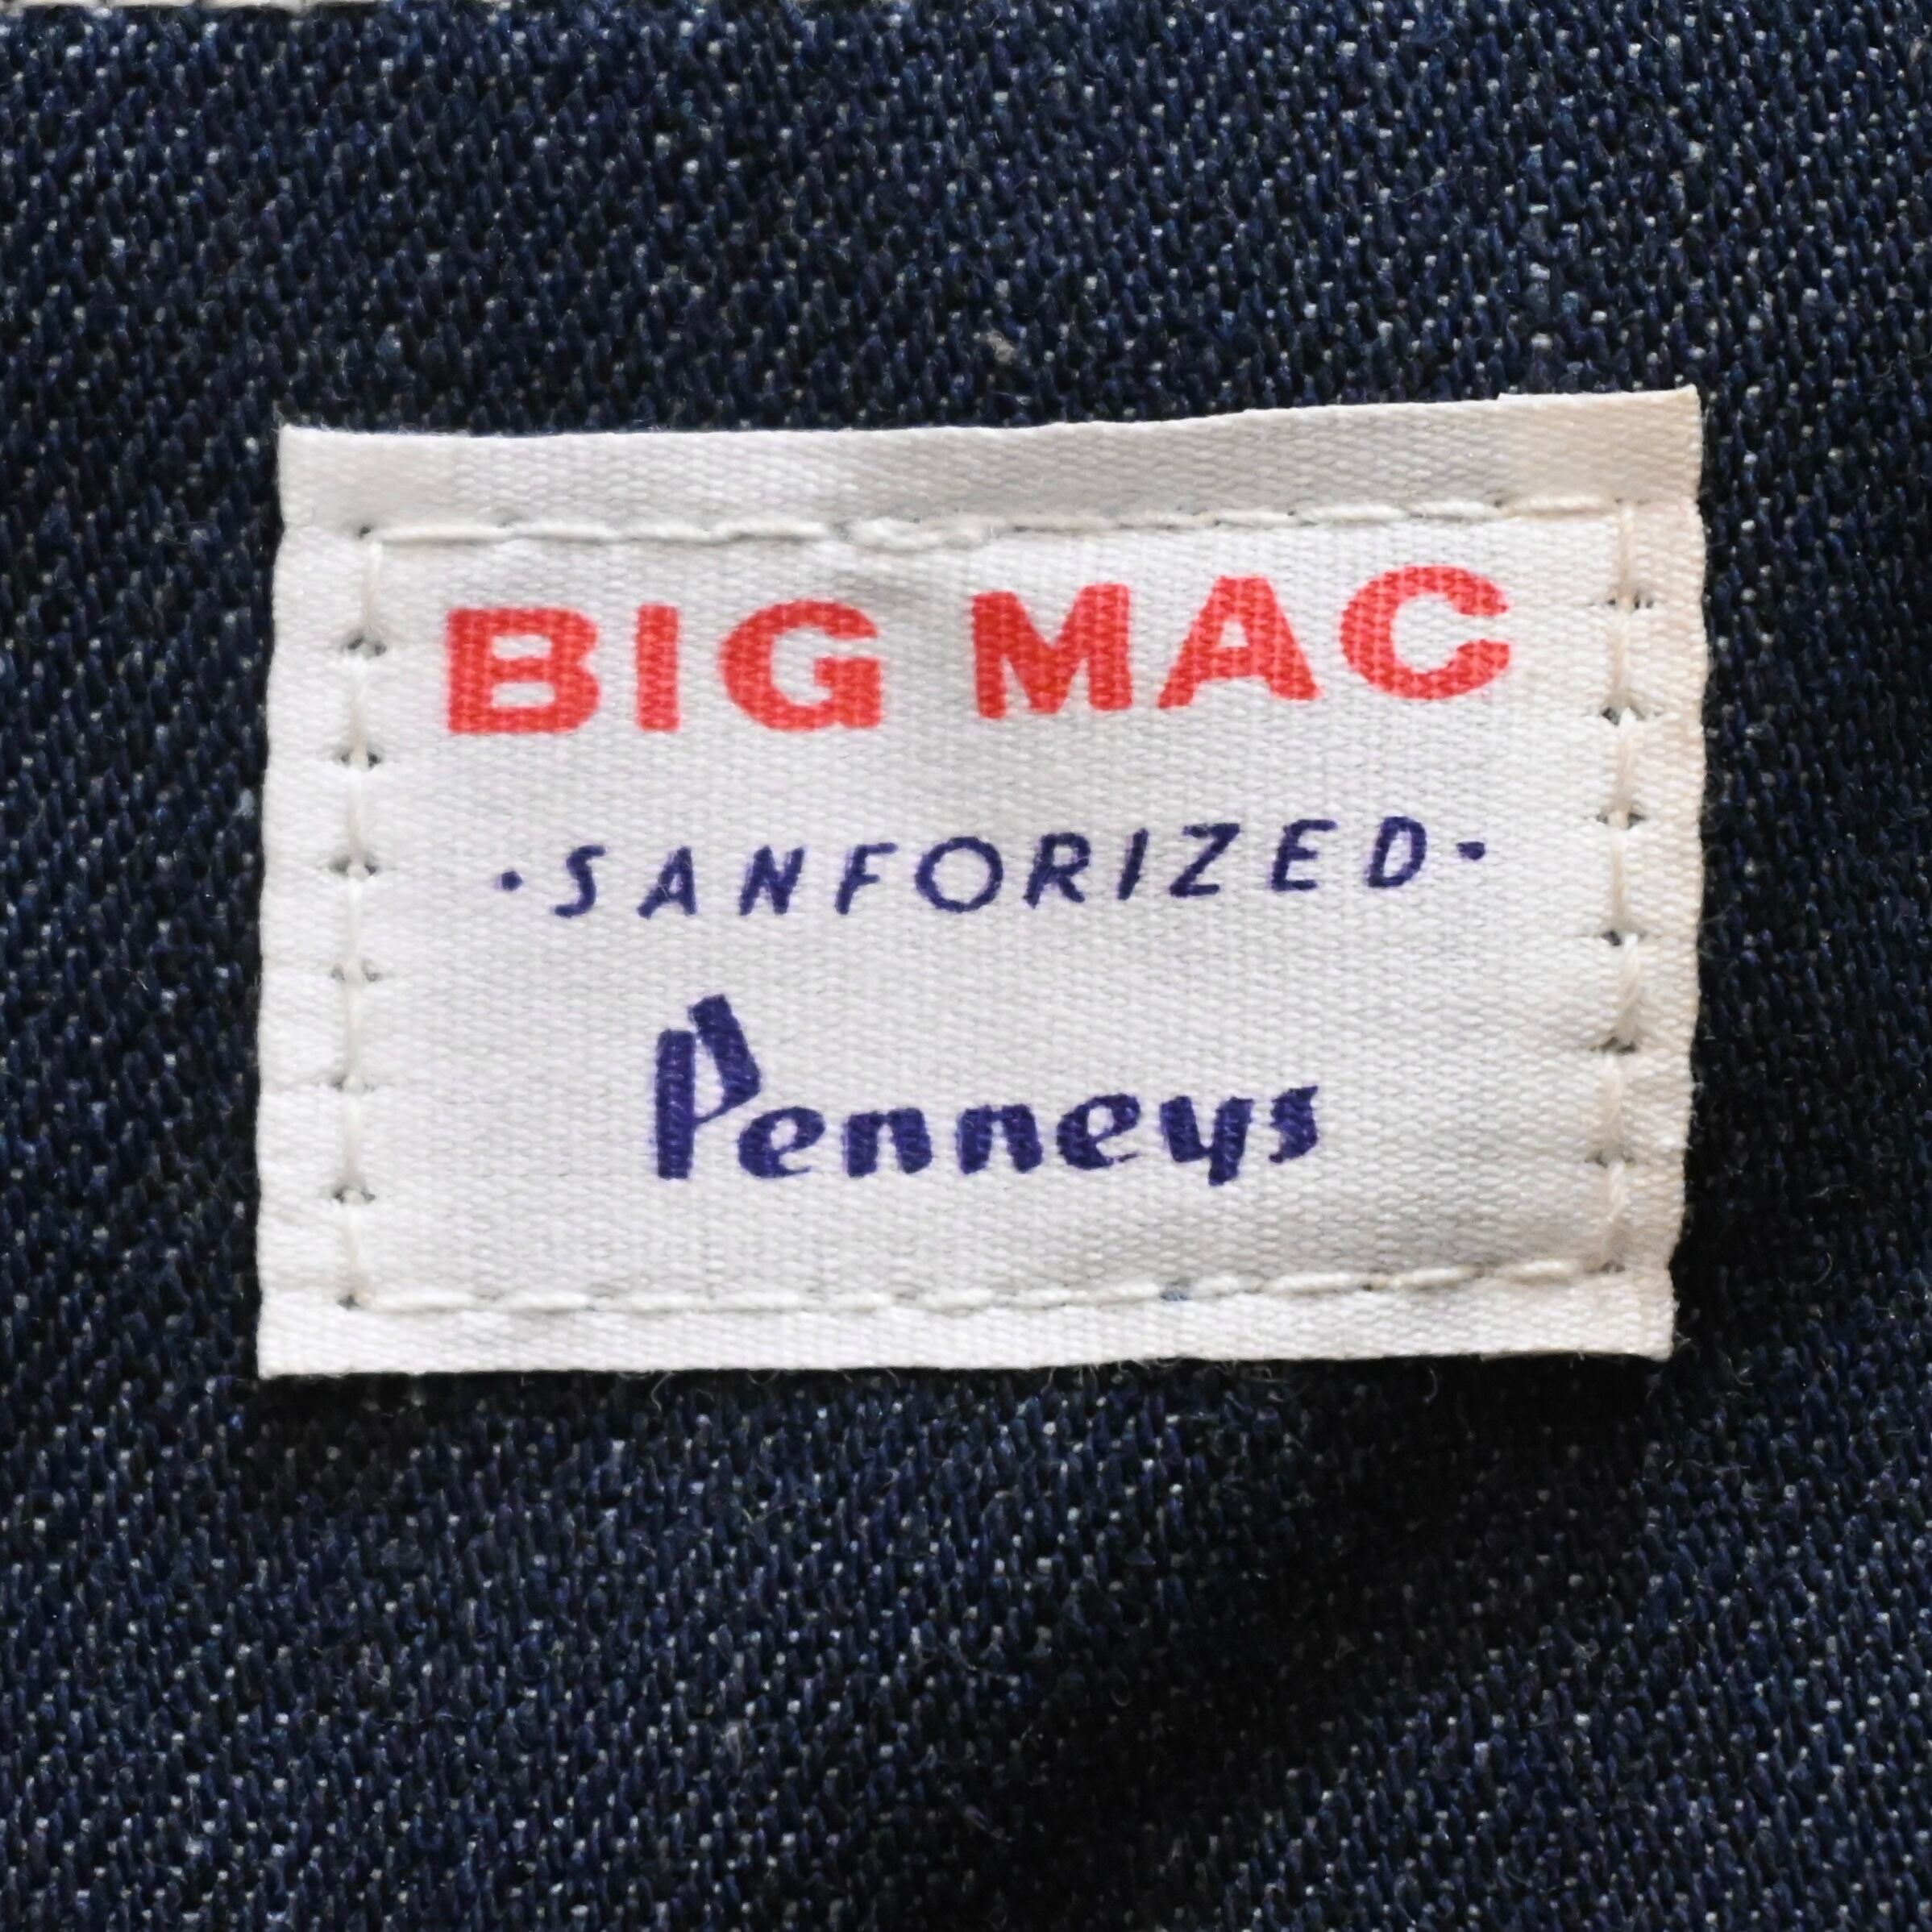 BIG MAC
·SANFORIZED·
Penneys